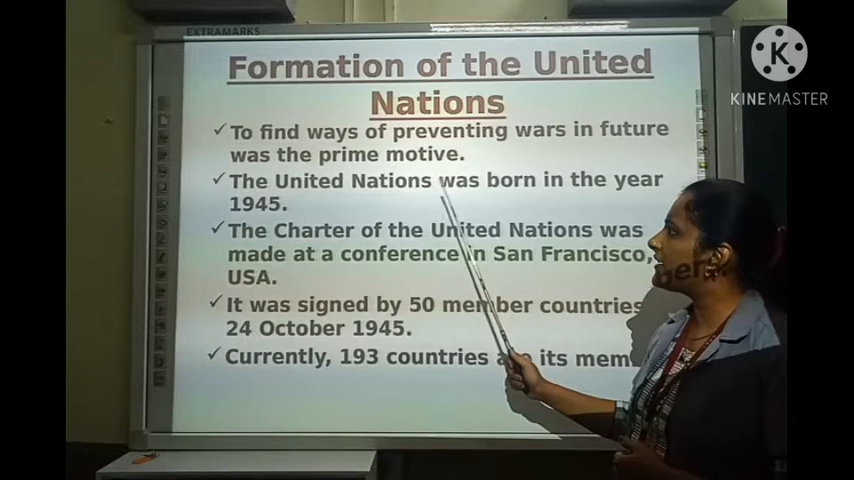 EXTRAMARKS
Formation of the United
Nations
To find ways of preventing wars in future
was the prime motive.
The United Nations was born in the year
1945.
The Charter of the United Nations was
made at a conference in San Francisco,
USA.
It was signed by 50 member countries
24 October 1945.
Currently, 193 countries its mem
ber
K
KINEMASTER